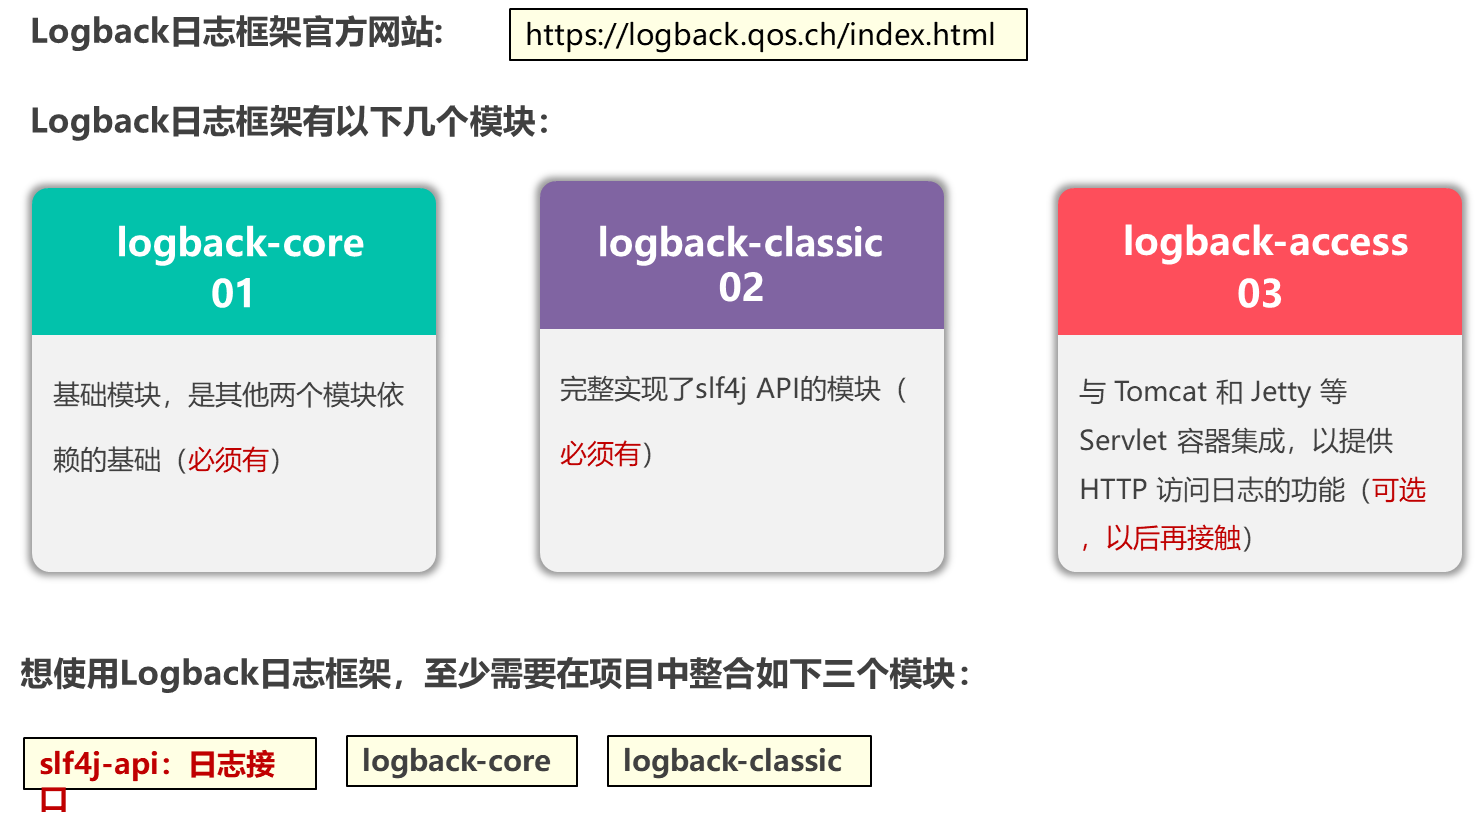 Logback日志框架官方网站:
https://logback.qos.ch/index.html
Logback日志框架有以下几个模块：
logback-core
01
基础模块，是其他两个模块依
赖的基础（必须有）
logback-classic
02
完整实现了slf4j API的模块（
必须有）
logback-access
03
与 Tomcat 和 Jetty 等
Servlet 容器集成，以提供
HTTP 访问日志的功能（可选
，以后再接触）
想使用Logback日志框架，至少需要在项目中整合如下三个模块：
slf4j-api：日志接
口
logback-core
logback-classic